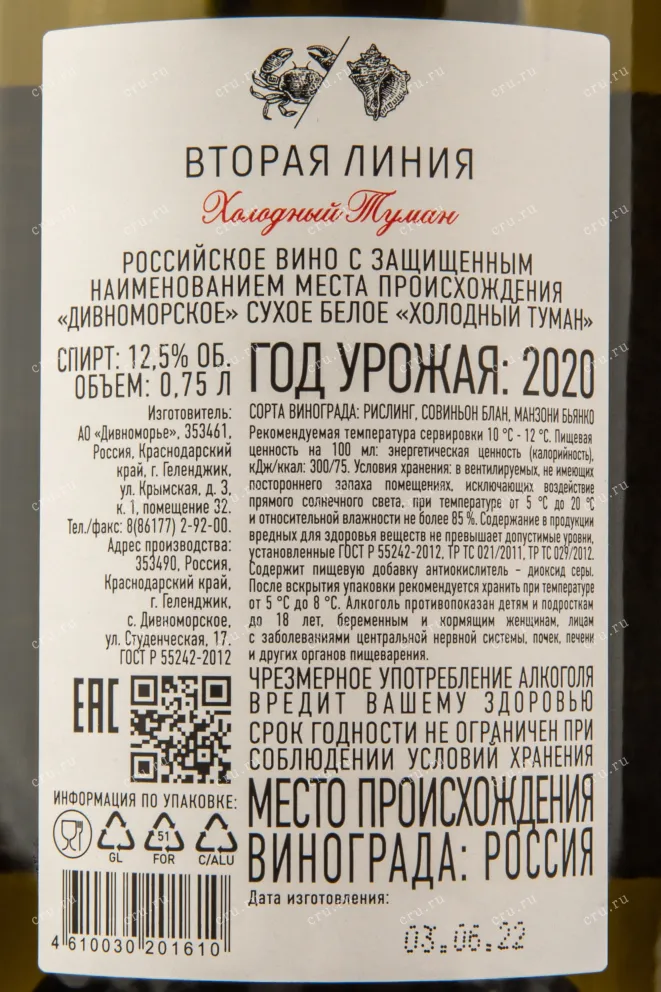 ВТОРАЯ ЛИНИЯ
Холодный Туман
РОССИЙСКОЕ ВИНО С ЗАЩИЩЕННЫМ
НАИМЕНОВАНИЕМ МЕСТА ПРОИСХОЖДЕНИЯ
«ДИВНОМОРСКОЕ» СУХОЕ БЕЛОЕ «ХОЛОДНЫЙ ТУМАН»
СПИРТ: 12,5% ОБ.
ОБЪЕМ: 0,75 Л
Изготовитель:
АО «Дивноморье», 353461,
Россия, Краснодарский
край, г. Геленджик,
ул. Крымская, д. 3,
к. 1, помещение 32.
Тел./факс: 8(86177) 2-92-00.
Адрес производства:
353490, Россия,
Краснодарский край,
г. Геленджик,
с. Дивноморское,
ул. Студенческая, 17.
ГОСТ Р 55242-2012
EAC
ИНФОРМАЦИЯ ПО УПАКОВКЕ:
51
GL FOR C/ALU
4 610030 201610
ГОД УРОЖАЯ: 2020
СОРТА ВИНОГРАДА: РИСЛИНГ, СОВИНЬОН БЛАН, МАНЗОНИ БЬЯНКО
Рекомендуемая температура сервировки 10 °С - 12 °С. Пищевая
ценность на 100 мл: энергетическая ценность (калорийность),
кДж/ккал: 300/75. Условия хранения: в вентилируемых, не имеющих
постороннего запаха помещениях, исключающих воздействие
прямого солнечного света, при температуре от 5 °С до 20 °С
и относительной влажности не более 85 %. Содержание в продукции
вредных для здоровья веществ не превышает допустимые уровни,
установленные ГОСТ Р 55242-2012, ТР ТС 021/2011, ТР ТС 029/2012.
Содержит пищевую добавку антиокислитель - диоксид серы.
После вскрытия упаковки рекомендуется хранить при температуре
от 5 °С до 8 °С. Алкоголь противопоказан детям и подросткам
до 18 лет, беременным и кормящим женщинам, лицам
с заболеваниями центральной нервной системы, почек, печени
и других органов пищеварения.
ЧРЕЗМЕРНОЕ УПОТРЕБЛЕНИЕ АЛКОГОЛЯ
ВРЕДИТ ВАШЕМУ ЗДОРОВЬЮ
СРОК ГОДНОСТИ НЕ ОГРАНИЧЕН ПРИ
СОБЛЮДЕНИИ УСЛОВИЙ ХРАНЕНИЯ
МЕСТО ПРОИСХОЖДЕНИЯ
ВИНОГРАДА: РОССИЯ
Дата изготовления:
03.06.22
cru.ru